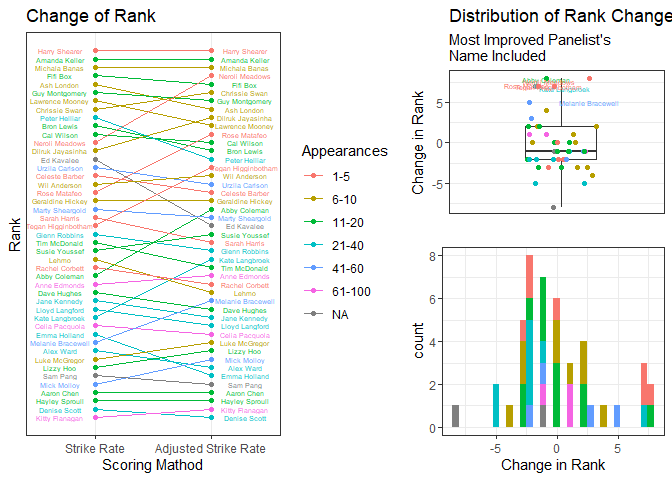 Change of Rank
Harry Shearer
Amanda Keller
Michala Banas
Fifi Box
Ash London
Guy Montgomery
Lawrence Mooney
Chrissie Swan
Peter Helliar
Bron Lewis
Cal Wilson
Neroli Meadows
Dilruk Jayasinha
Ed Kavalee
Urzila Carlson
Celeste Barber
Will Anderson
Rose Matafeo
Geraldine Hickey
Marty Sheargold
Sarah Harris
Tegan Higginbotham
Glenn Robbins
Tim McDonald
Susie Youssef
Lehmo
Rachel Corbett
Abby Coleman
Anne Edmonds
Dave Hughes
Jane Kennedy
Lloyd Langford
Kate Langbroek
Celia Pacquola
Emma Holland
Melanie Bracewell
Alex Ward
Luke McGregor
Lizzy Hoo
Sam Pang
Mick Molloy
Aaron Chen
Hayley Sproull
Denise Scott
Kitty Flanagan
Harry Shearer
Amanda Keller
Michala Banas
Neroli Meadows
Fifi Box
Chrissie Swan
Guy Montgomery
Ash London
Dilruk Jayasinha
Lawrence Mooney
Rose Matafeo
Cal Wilson
Bron Lewis
Peter Helliar
Tegan Higginbotham
Wil Anderson
Urzila Carlson
Celeste Barber
Geraldine Hickey
Abby Coleman
Marty Sheargold
Ed Kavalee
Susie Youssef
Sarah Harris
Glenn Robbins
Kate Langbroek
Tim McDonald
Anne Edmonds
Rachel Corbett
Lehmo
Melanie Bracewell
Dave Hughes
Jane Kennedy
Lloyd Langford
Celia Pacquola
Luke McGregor
Lizzy Hoo
Mick Molloy
Alex Ward
Emma Holland
Sam Pang
Aaron Chen
Hayley Sproull
Kitty Flanagan
Denise Scott
Rank
Strike Rate
Adjusted Strike Rate
Scoring Mathod
Appearances
1-5
6-10
11-20
21-40
41-60
61-100
NA
Distribution of Rank Change
Most Improved Panelist's
Name Included
Abby Coleman
Kate Langbroek
Melanie Bracewell
Change in Rank
5
0
-5
count
8
6
4
2
0
-5
0
5
Change in Rank